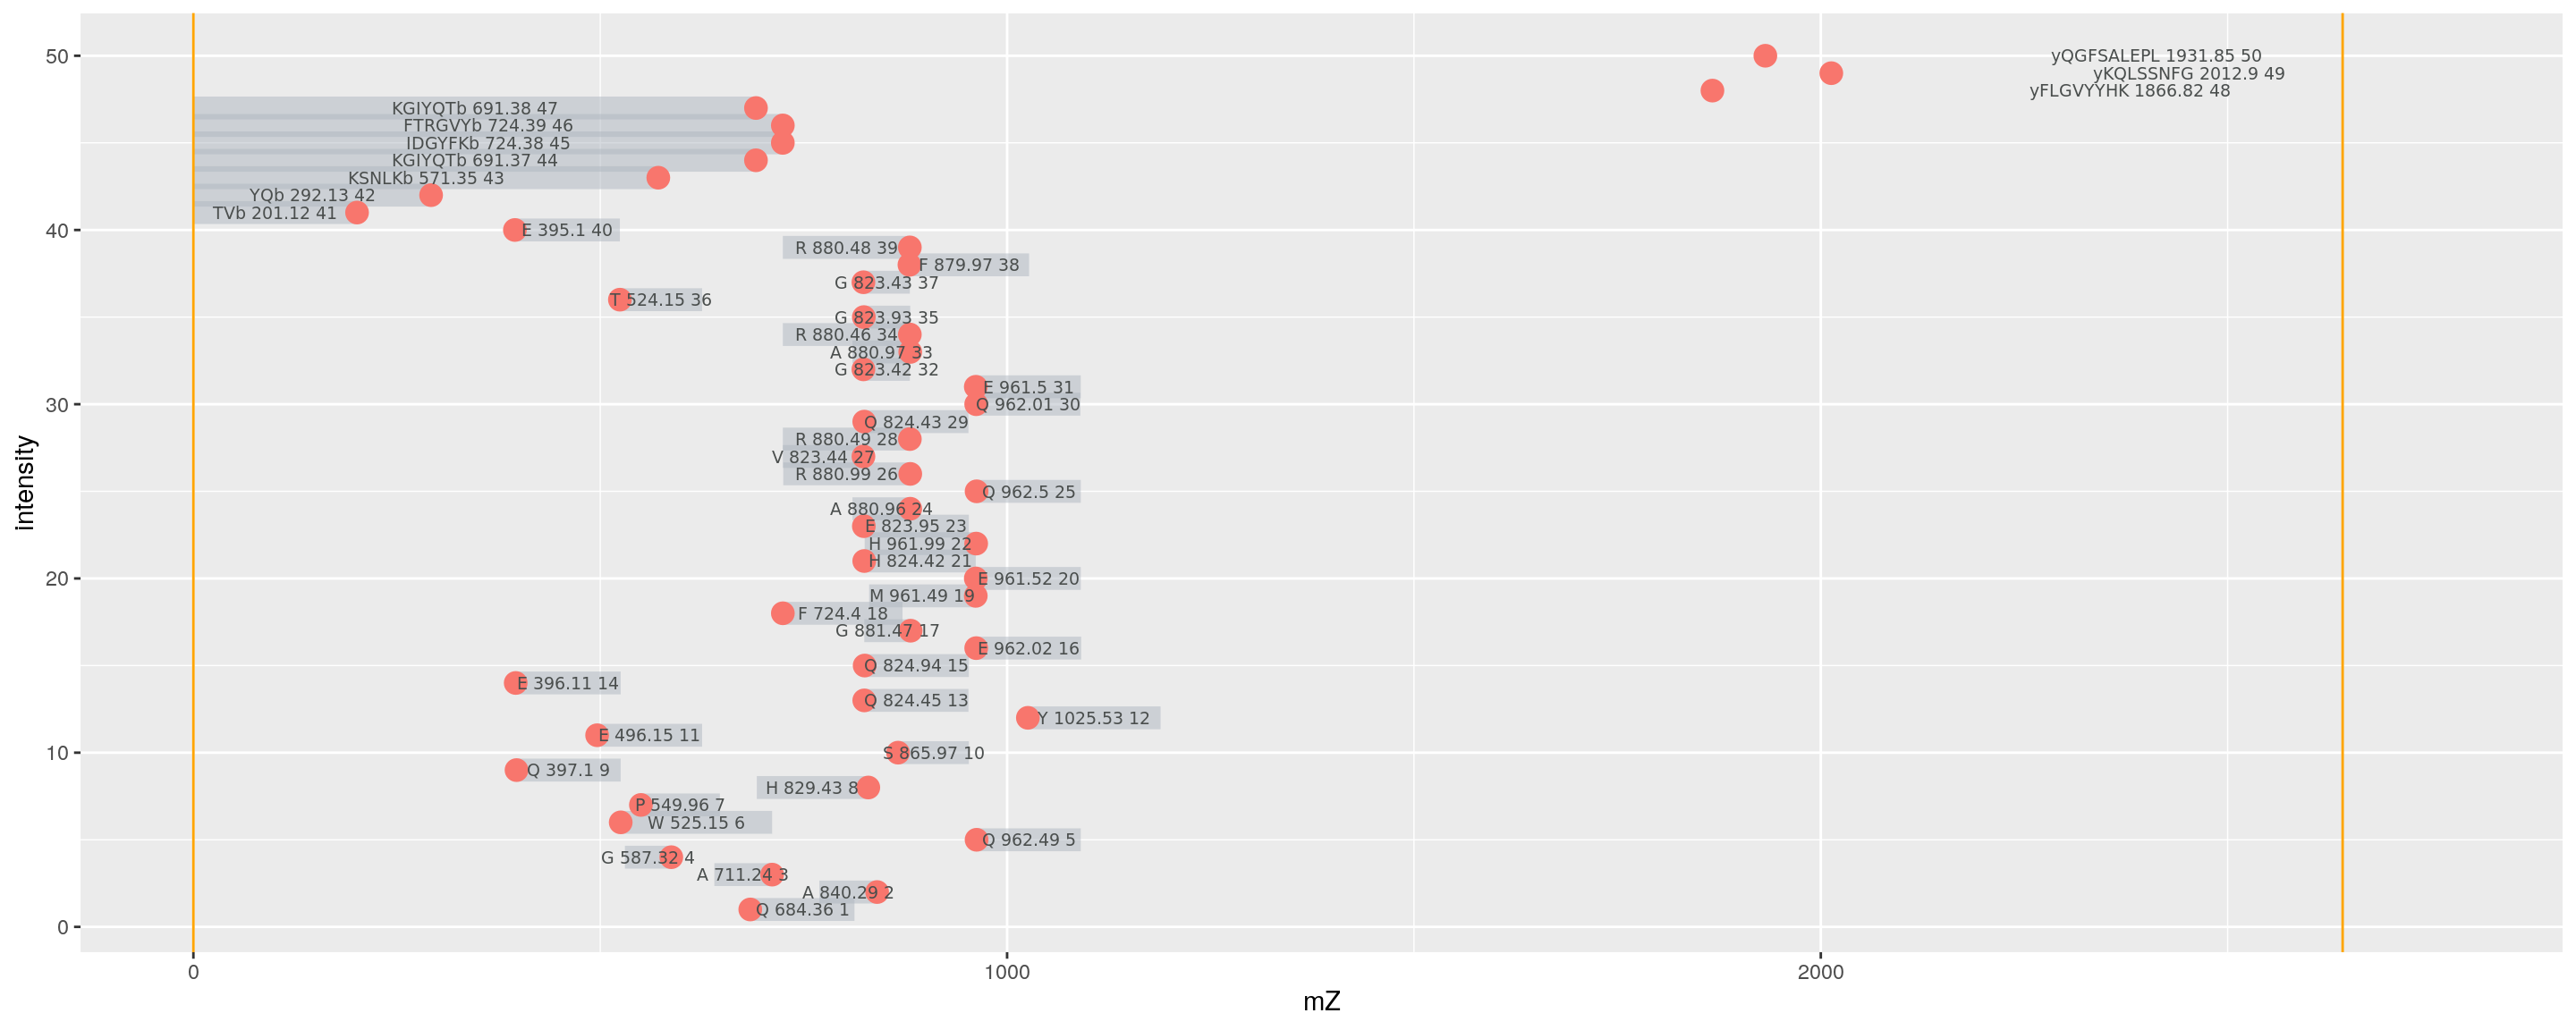 50
yQGFSALEPL 1931.85 50
yKQLSSNFG 2012.9 49
yFLGVYYHK 1866.82 48
KGIYQTb 691.38 47
FTRGVYb 724.39 46
IDGYFKb 724.38 45
KGIYQTb 691.37 44
KSNLKb 571.35 43
YQb 292.13 42
TVb 201.12 41
40
E 395.1 40
R 880.48 39
F 879.97 38
G 823.43 37
T 524.15 36
G 823.93 35
R 880.46 34
A 880.97 33
G 823.42 32
E 961.5 31
30
Q 962.01 30
Q 824.43 29
R 880.49 28
V 823.44 27
R 880.99 26
Q 962.5 25
A 880.96 24
E 823.95 23
H 961.99 22
H 824.42 21
20
E 961.52 20
M 961.49 19
F 724.4 18
G 881.47 17
E 962.02 16
Q 824.94 15
E 396.11 14
Q 824.45 13
Y 1025.53 12
E 496.15 11
10
S 865.97 10
Q 397.1 9
H 829.43 8
P 549.96 7
W 525.15 6
Q 962.49 5
G 587.32 4
A 711.24 3
A 840.29 2
Q 684.36 1
0
intensity
0 1000 2000
mZ